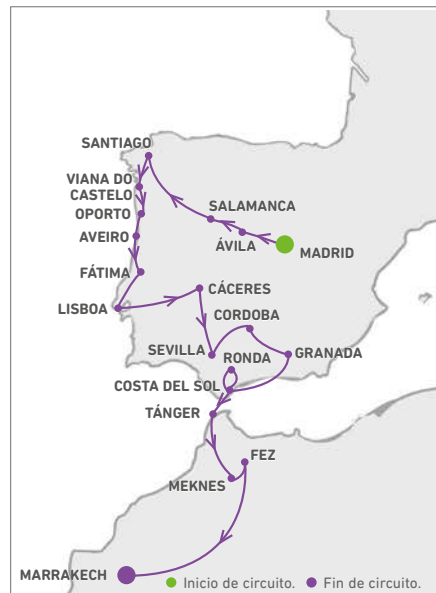 SANTIAGO
VIANA DO
CASTELO
SALAMANCA
OPORTO
AVEIRO
ÁVILA
MADRID
FÁTIMA
CÁCERES
LISBOA
CORDOBA
SEVILLA
RONDA
GRANADA
COSTA DEL SOL
TÁNGER
FEZ
MEKNES
MARRAKECH
Inicio de circuito.
Fin de circuito.